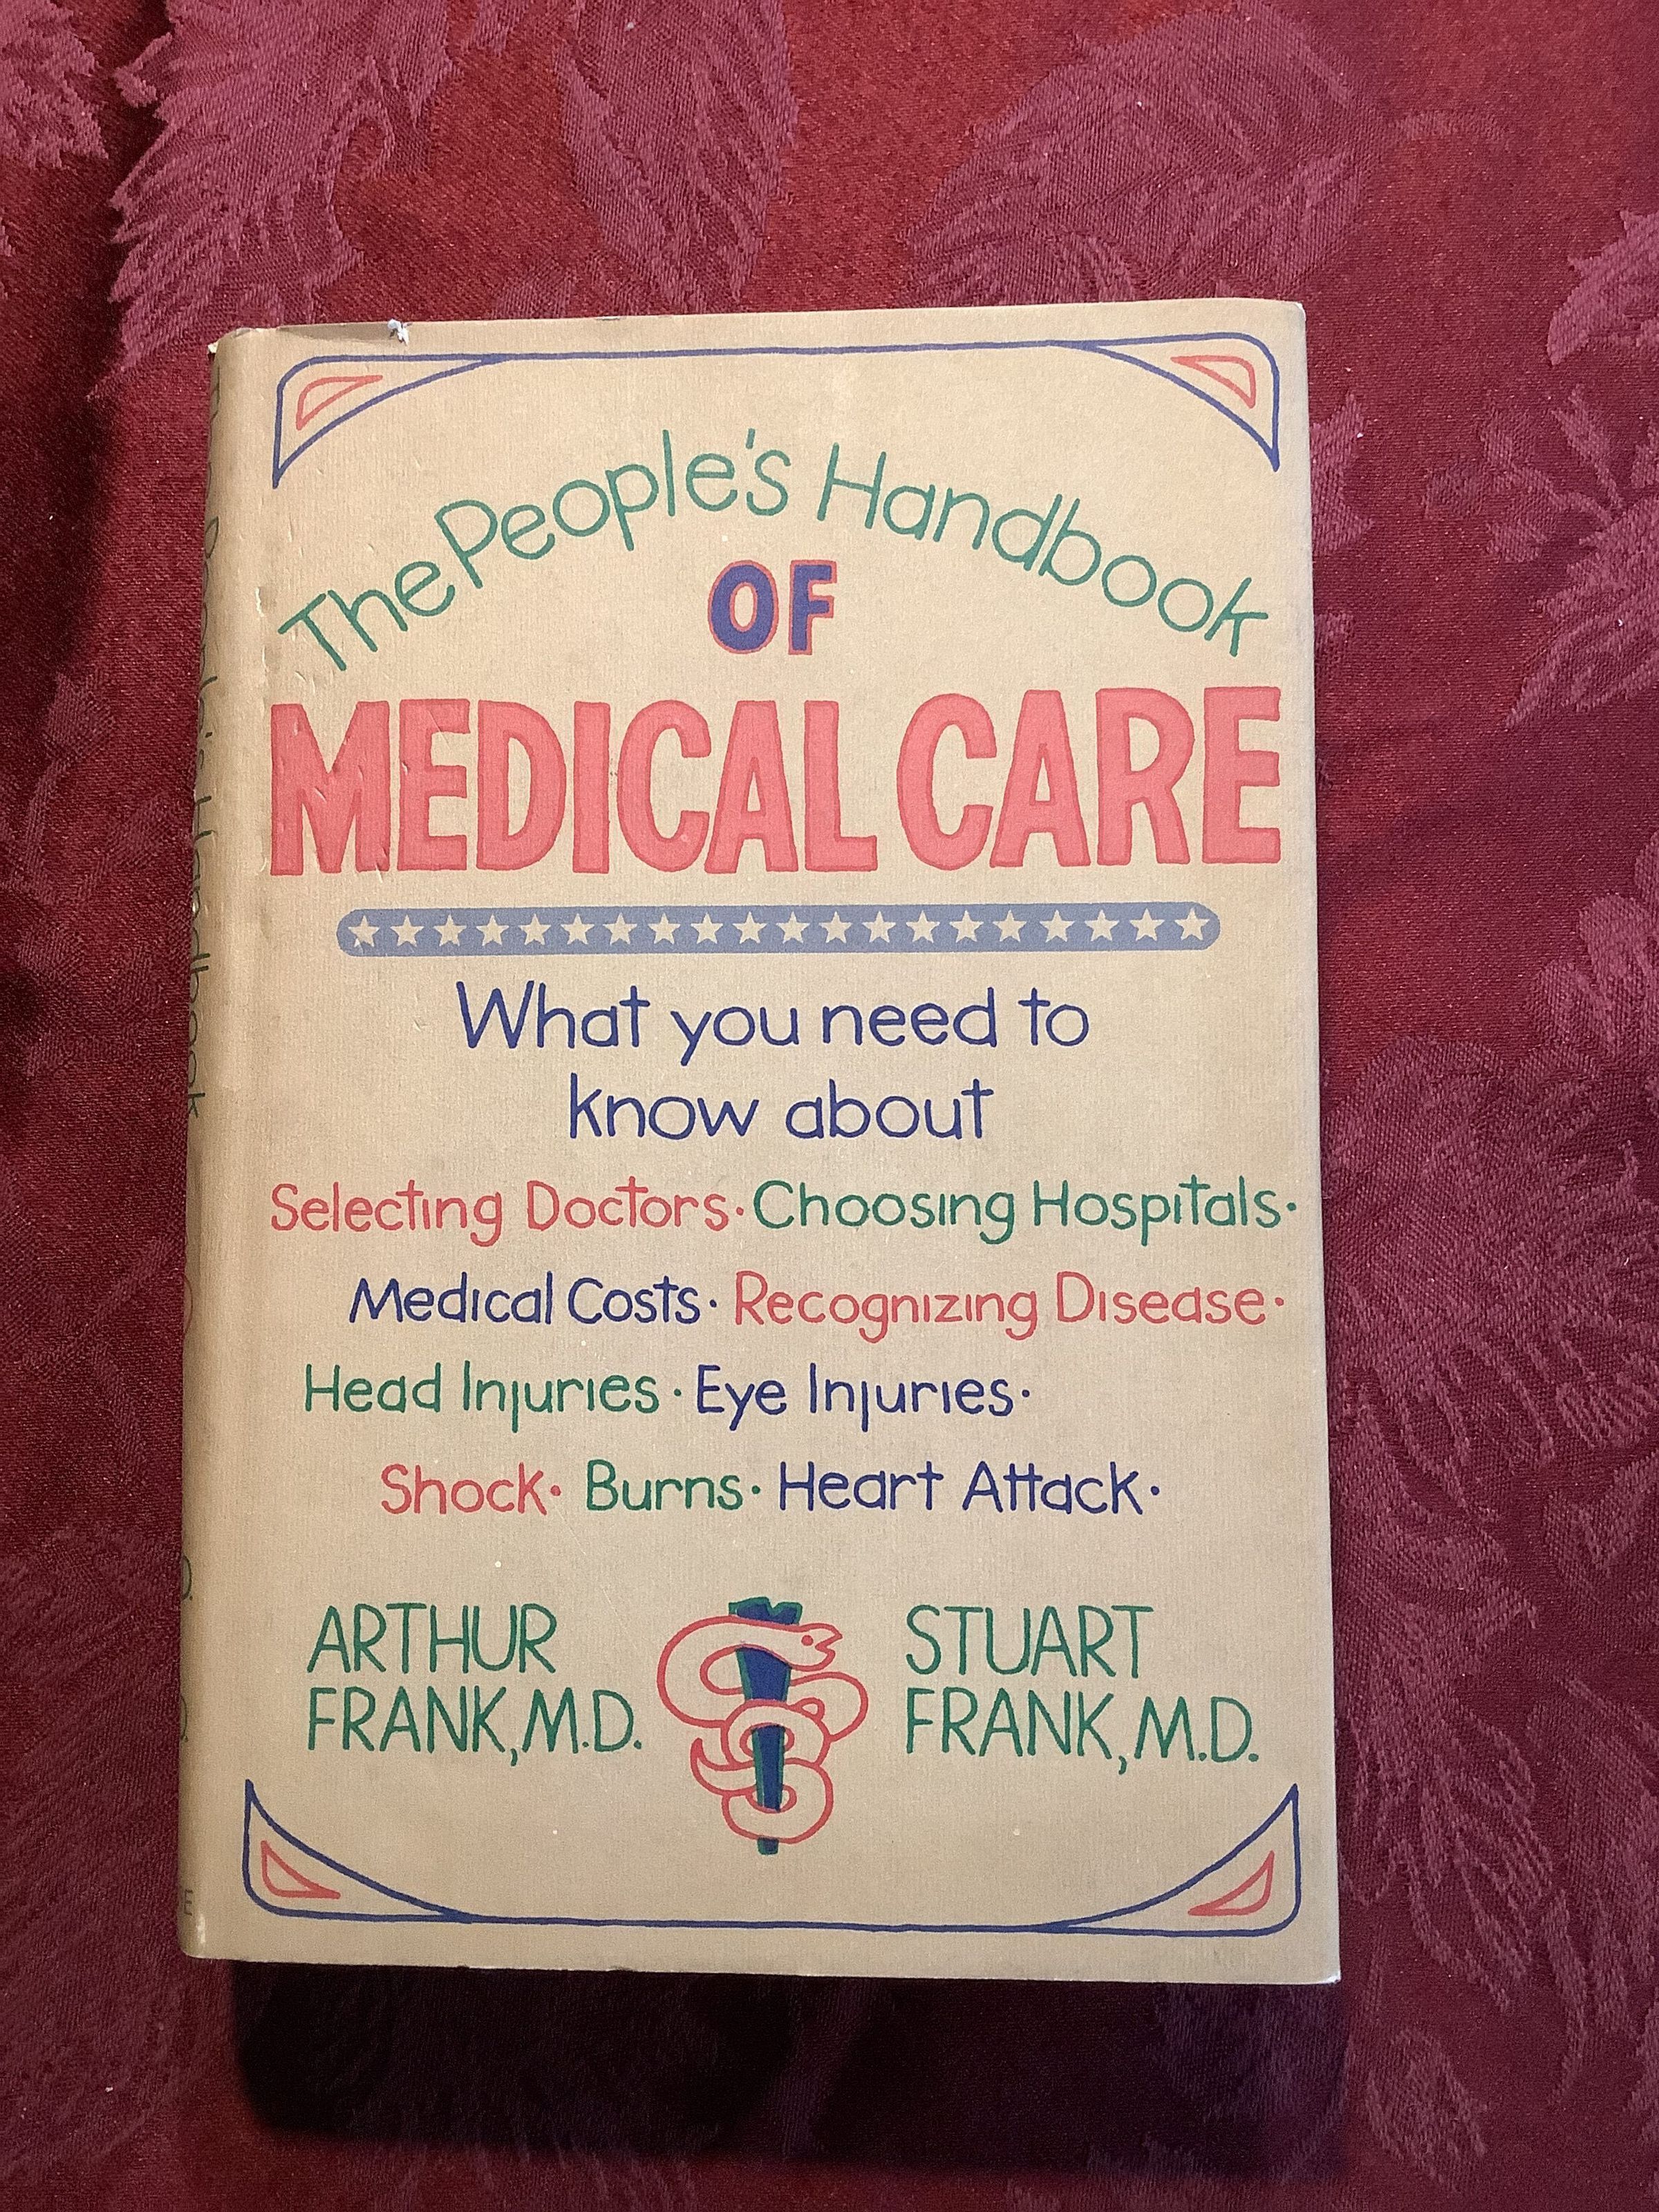 The People's Handbook
OF
MEDICAL CARE
What you need to
know about
Selecting Doctors · Choosing Hospitals ·
Medical Costs · Recognizing Disease ·
Head Injuries · Eye Injuries ·
Shock · Burns · Heart Attack ·
ARTHUR
FRANK, M.D.
STUART
FRANK, M.D.